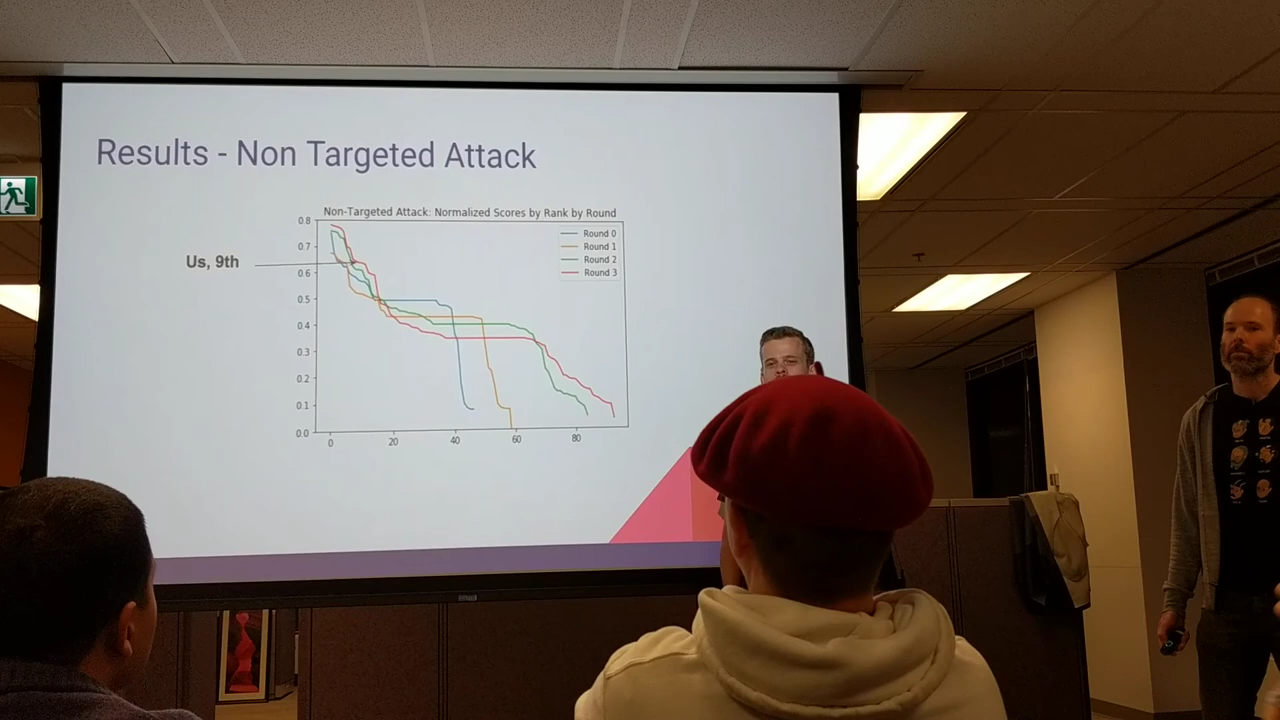 Results - Non Targeted Attack
Non-Targeted Attack: Normalized Scores by Rank by Round
Us, 9th
0.8
0.7
0.6
0.5
0.4
0.3
0.2
0.1
0.0
0
20
40
60
80
Round 0
Round 1
Round 2
Round 3